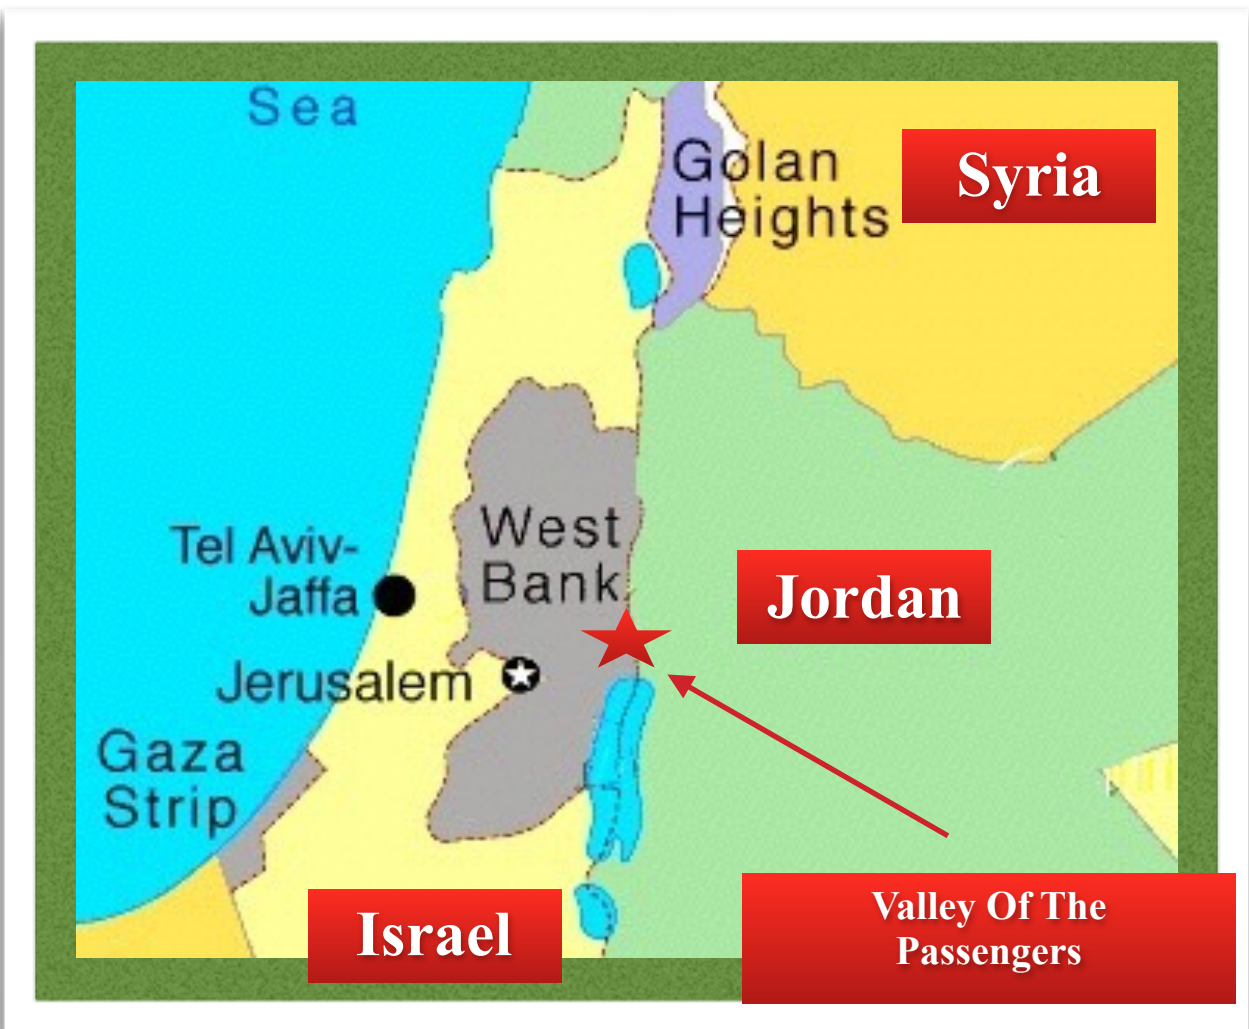 Sea
Golan
Heights
Syria
West
Bank
Tel Aviv-
Jaffa
Jordan
Jerusalem
Gaza
Strip
Israel
Valley Of The
Passengers